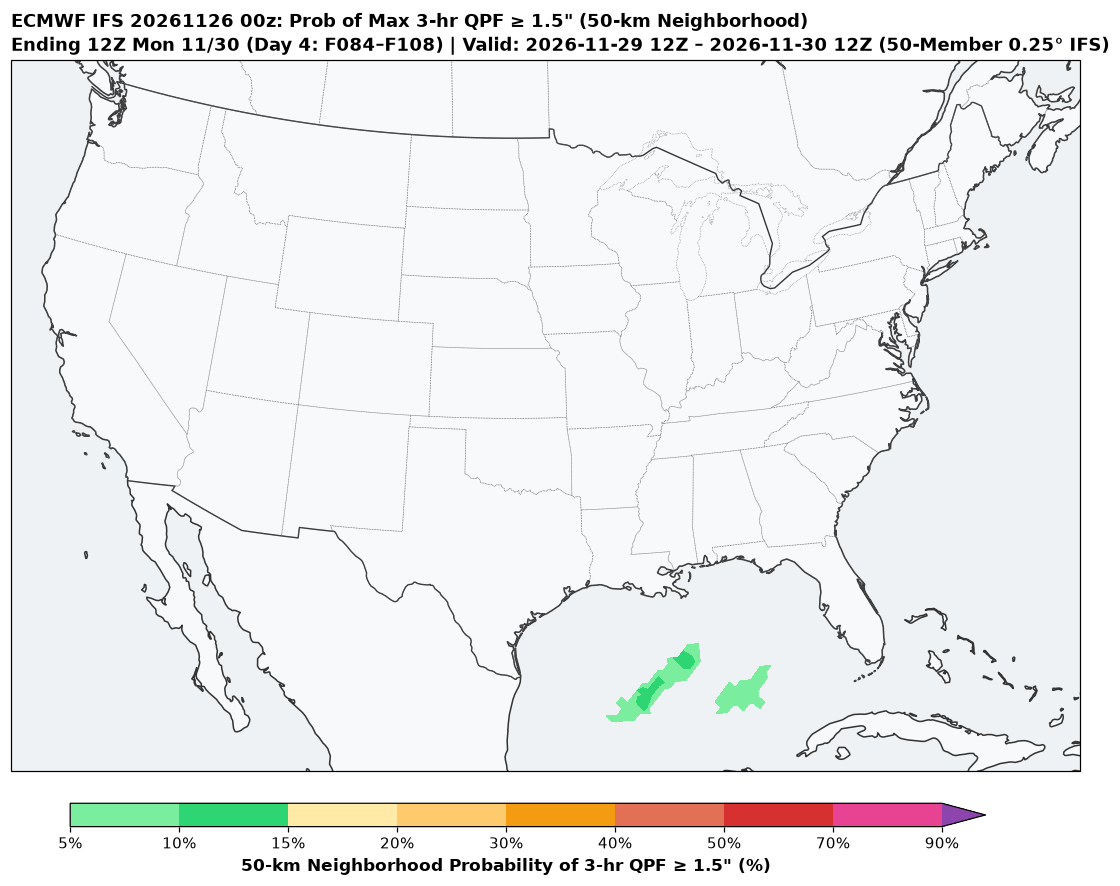 ECMWF IFS 20261126 00z: Prob of Max 3-hr QPF ≥ 1.5" (50-km Neighborhood)
Ending 12Z Mon 11/30 (Day 4: F084–F108) | Valid: 2026-11-29 12Z – 2026-11-30 12Z (50-Member 0.25° IFS)
5% 10% 15% 20% 30% 40% 50% 70% 90%
50-km Neighborhood Probability of 3-hr QPF ≥ 1.5" (%)